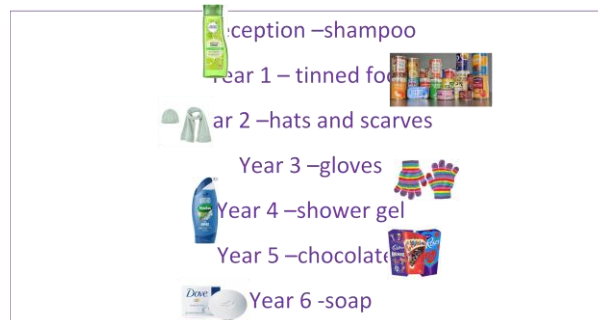 eception –shampoo
Year 1 – tinned foo
ar 2 –hats and scarves
Year 3 –gloves
Year 4 –shower gel
Year 5 –chocolate
Year 6 -soap
Dove